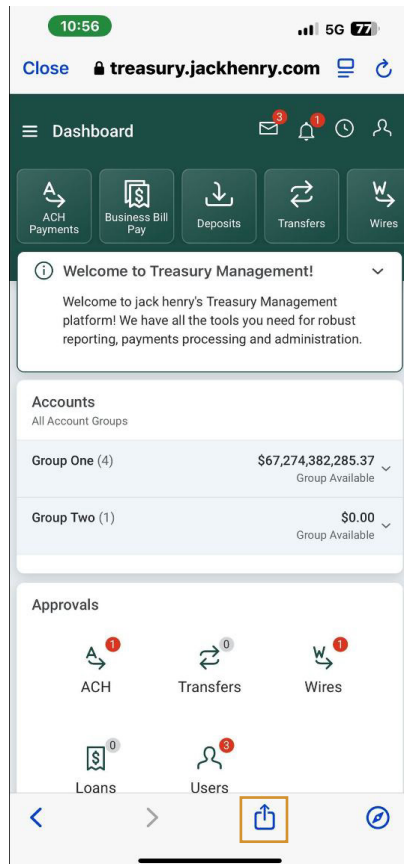 10:56
5G 77
Close treasury.jackhenry.com
Dashboard
3
1
ACH
Payments
Business Bill
Pay
Deposits
Transfers
Wires
Welcome to Treasury Management!
Welcome to jack henry's Treasury Management
platform! We have all the tools you need for robust
reporting, payments processing and administration.
Accounts
All Account Groups
Group One (4) $67,274,382,285.37
Group Available
Group Two (1) $0.00
Group Available
Approvals
1
0
1
ACH
Transfers
Wires
0
3
Loans
Users